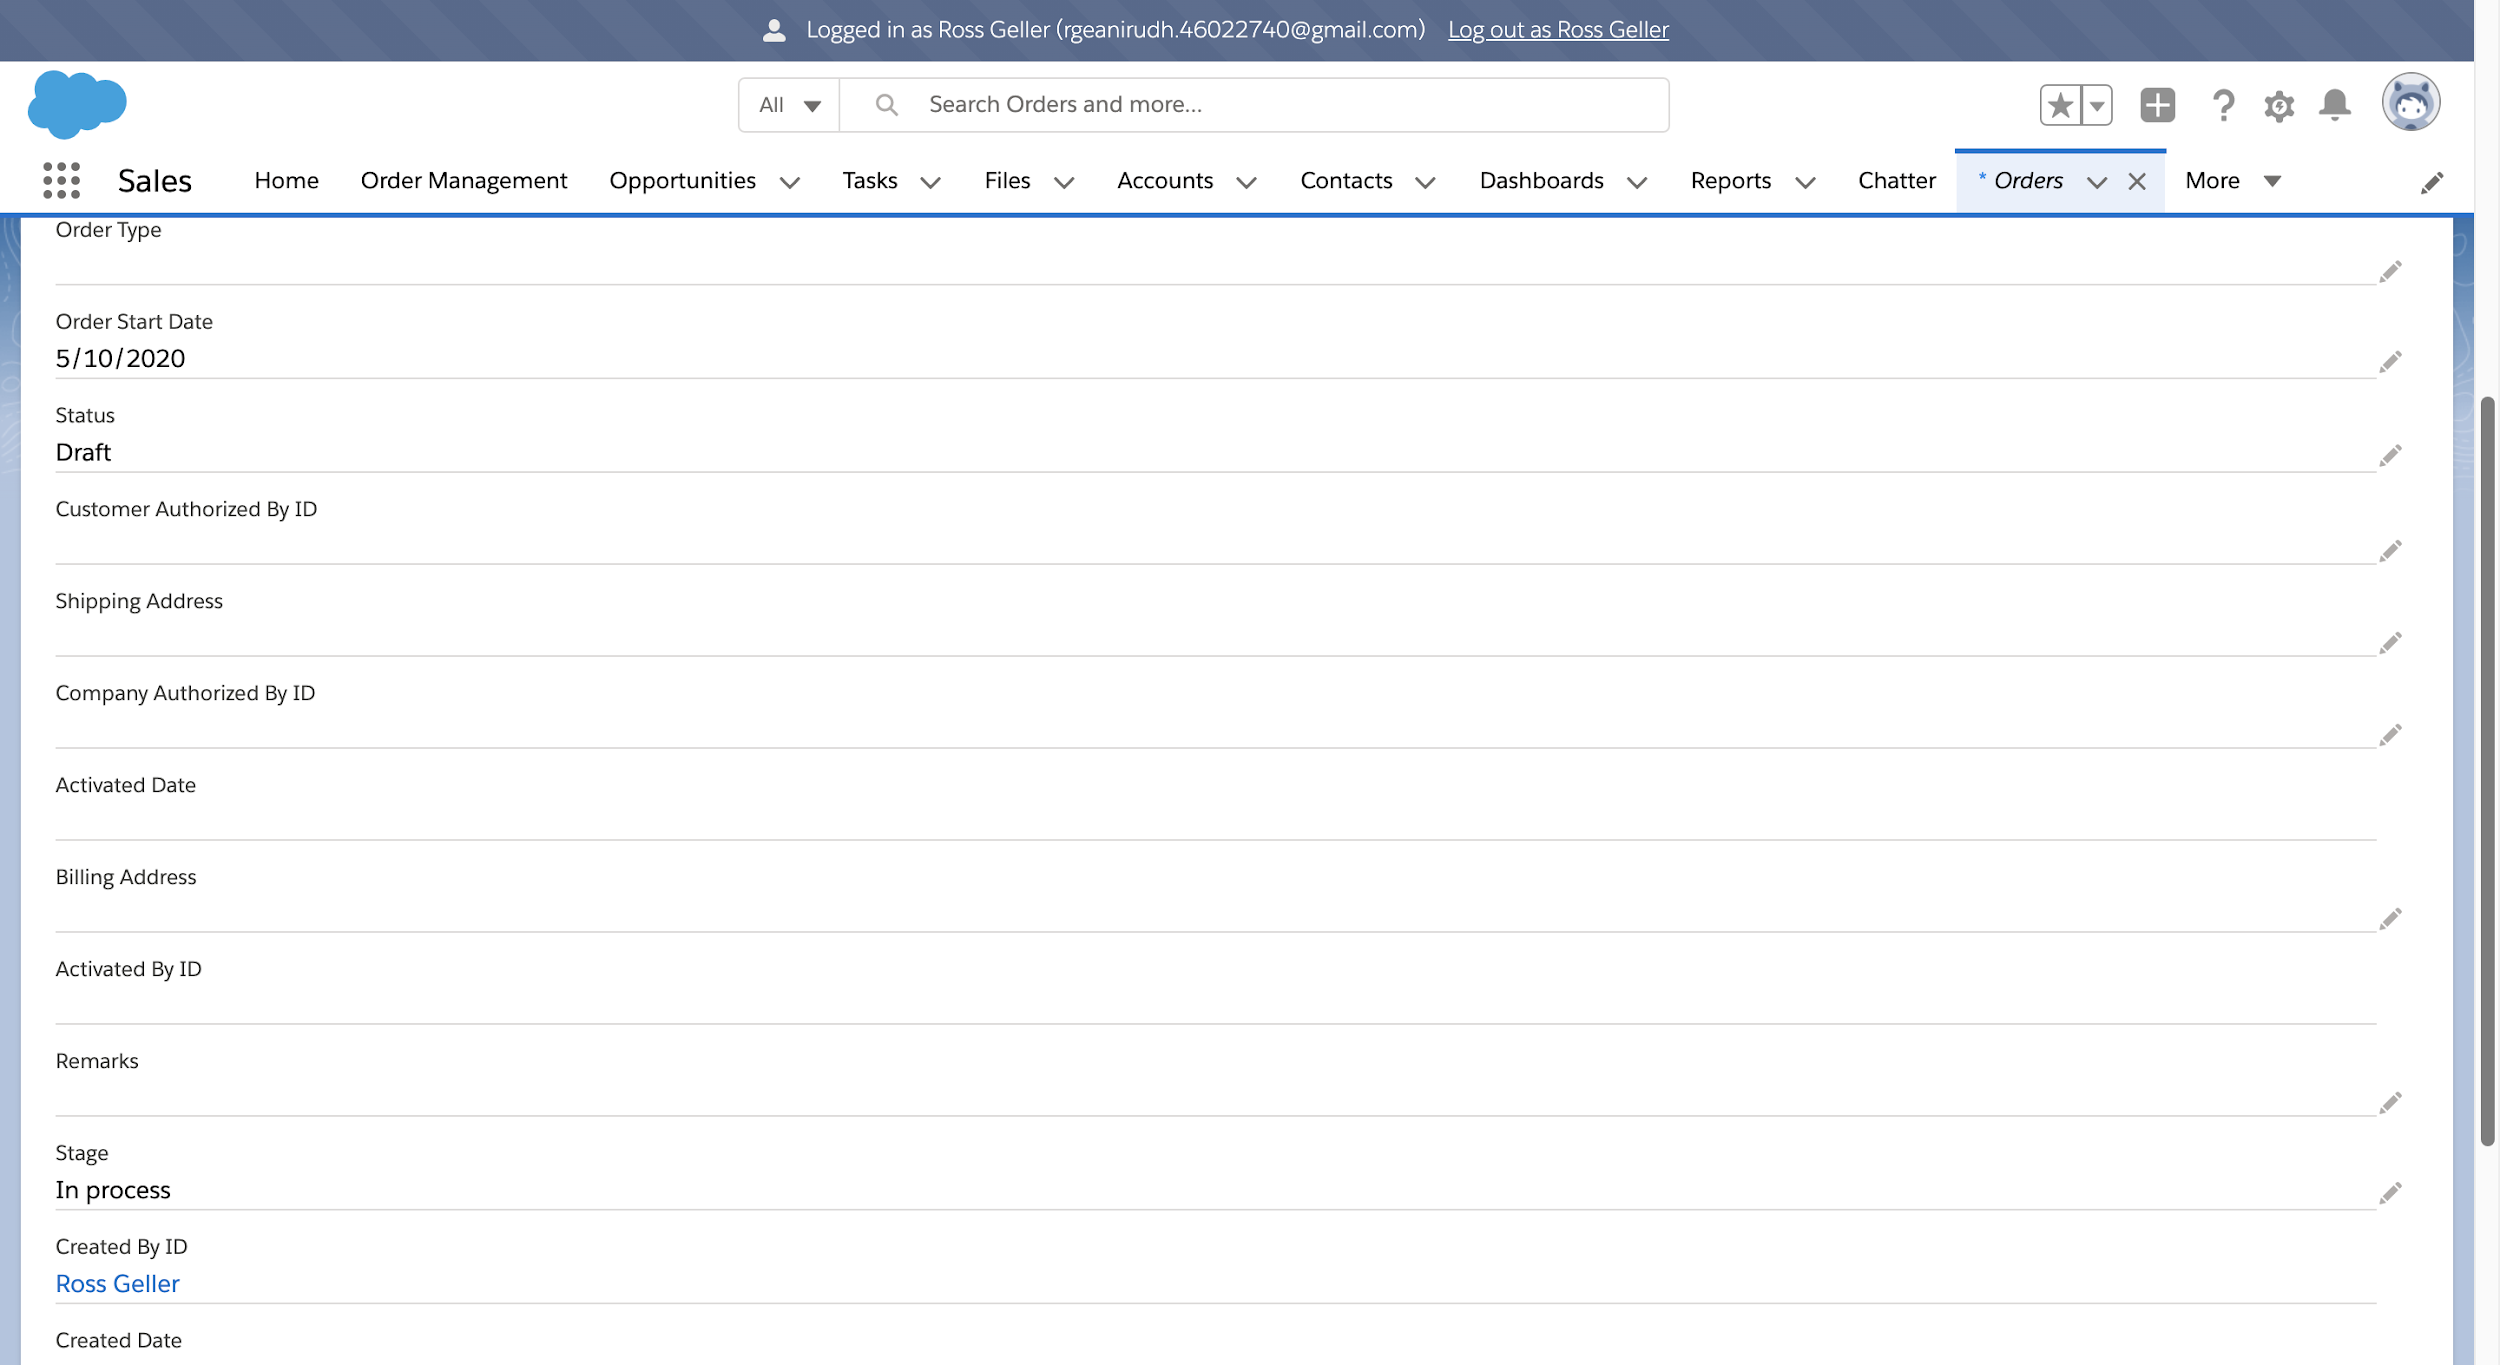 Logged in as Ross Geller (rgeanirudh.46022740@gmail.com) Log out as Ross Geller
All Search Orders and more...
Sales Home Order Management Opportunities Tasks Files Accounts Contacts Dashboards Reports Chatter * Orders More
Order Type
Order Start Date
5/10/2020
Status
Draft
Customer Authorized By ID
Shipping Address
Company Authorized By ID
Activated Date
Billing Address
Activated By ID
Remarks
Stage
In process
Created By ID
Ross Geller
Created Date